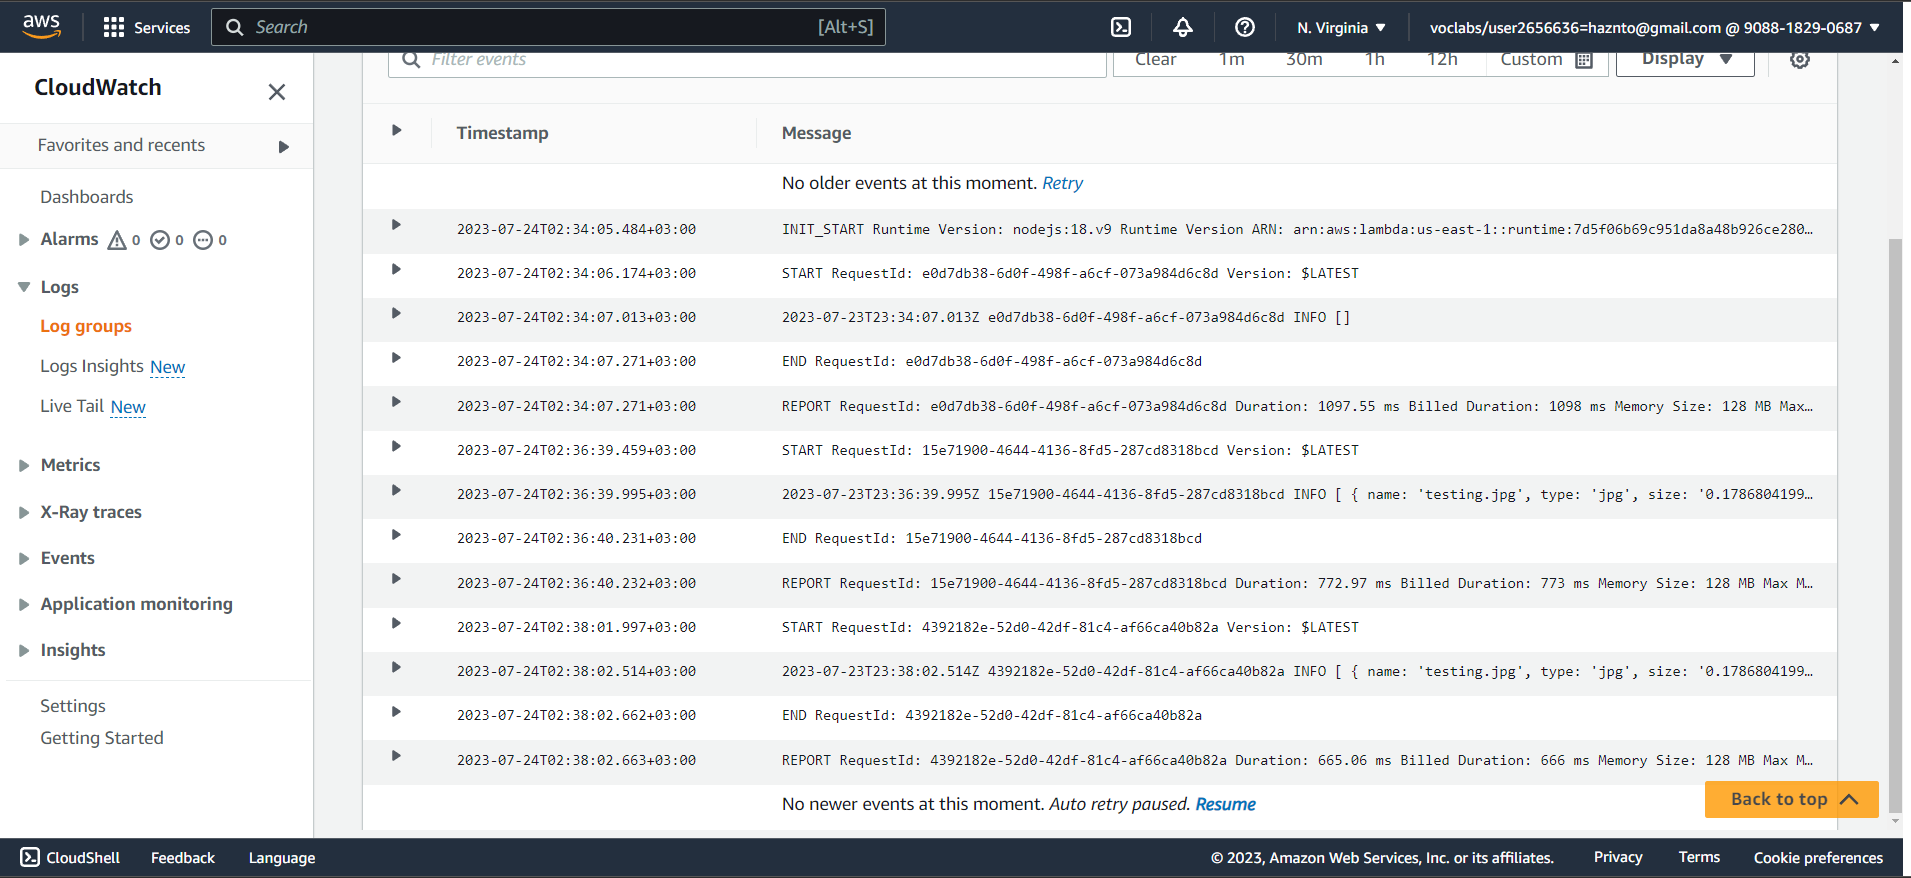 aws Services Search [Alt+S] N. Virginia voclabs/user2656636=haznto@gmail.com @ 9088-1829-0687
CloudWatch
Favorites and recents
Dashboards
Alarms 0 0 0
Logs
Log groups
Logs Insights New
Live Tail New
Metrics
X-Ray traces
Events
Application monitoring
Insights
Settings
Getting Started
Filter events Clear 1m 30m 1h 12h Custom Display
Timestamp Message
No older events at this moment. Retry
2023-07-24T02:34:05.484+03:00 INIT_START Runtime Version: nodejs:18.v9 Runtime Version ARN: arn:aws:lambda:us-east-1::runtime:7d5f06b69c951da8a48b926ce280…
2023-07-24T02:34:06.174+03:00 START RequestId: e0d7db38-6d0f-498f-a6cf-073a984d6c8d Version: $LATEST
2023-07-24T02:34:07.013+03:00 2023-07-23T23:34:07.013Z e0d7db38-6d0f-498f-a6cf-073a984d6c8d INFO []
2023-07-24T02:34:07.271+03:00 END RequestId: e0d7db38-6d0f-498f-a6cf-073a984d6c8d
2023-07-24T02:34:07.271+03:00 REPORT RequestId: e0d7db38-6d0f-498f-a6cf-073a984d6c8d Duration: 1097.55 ms Billed Duration: 1098 ms Memory Size: 128 MB Max…
2023-07-24T02:36:39.459+03:00 START RequestId: 15e71900-4644-4136-8fd5-287cd8318bcd Version: $LATEST
2023-07-24T02:36:39.995+03:00 2023-07-23T23:36:39.995Z 15e71900-4644-4136-8fd5-287cd8318bcd INFO [ { name: 'testing.jpg', type: 'jpg', size: '0.1786804199…
2023-07-24T02:36:40.231+03:00 END RequestId: 15e71900-4644-4136-8fd5-287cd8318bcd
2023-07-24T02:36:40.232+03:00 REPORT RequestId: 15e71900-4644-4136-8fd5-287cd8318bcd Duration: 772.97 ms Billed Duration: 773 ms Memory Size: 128 MB Max M…
2023-07-24T02:38:01.997+03:00 START RequestId: 4392182e-52d0-42df-81c4-af66ca40b82a Version: $LATEST
2023-07-24T02:38:02.514+03:00 2023-07-23T23:38:02.514Z 4392182e-52d0-42df-81c4-af66ca40b82a INFO [ { name: 'testing.jpg', type: 'jpg', size: '0.1786804199…
2023-07-24T02:38:02.662+03:00 END RequestId: 4392182e-52d0-42df-81c4-af66ca40b82a
2023-07-24T02:38:02.663+03:00 REPORT RequestId: 4392182e-52d0-42df-81c4-af66ca40b82a Duration: 665.06 ms Billed Duration: 666 ms Memory Size: 128 MB Max M…
No newer events at this moment. Auto retry paused. Resume
Back to top
CloudShell Feedback Language © 2023, Amazon Web Services, Inc. or its affiliates. Privacy Terms Cookie preferences